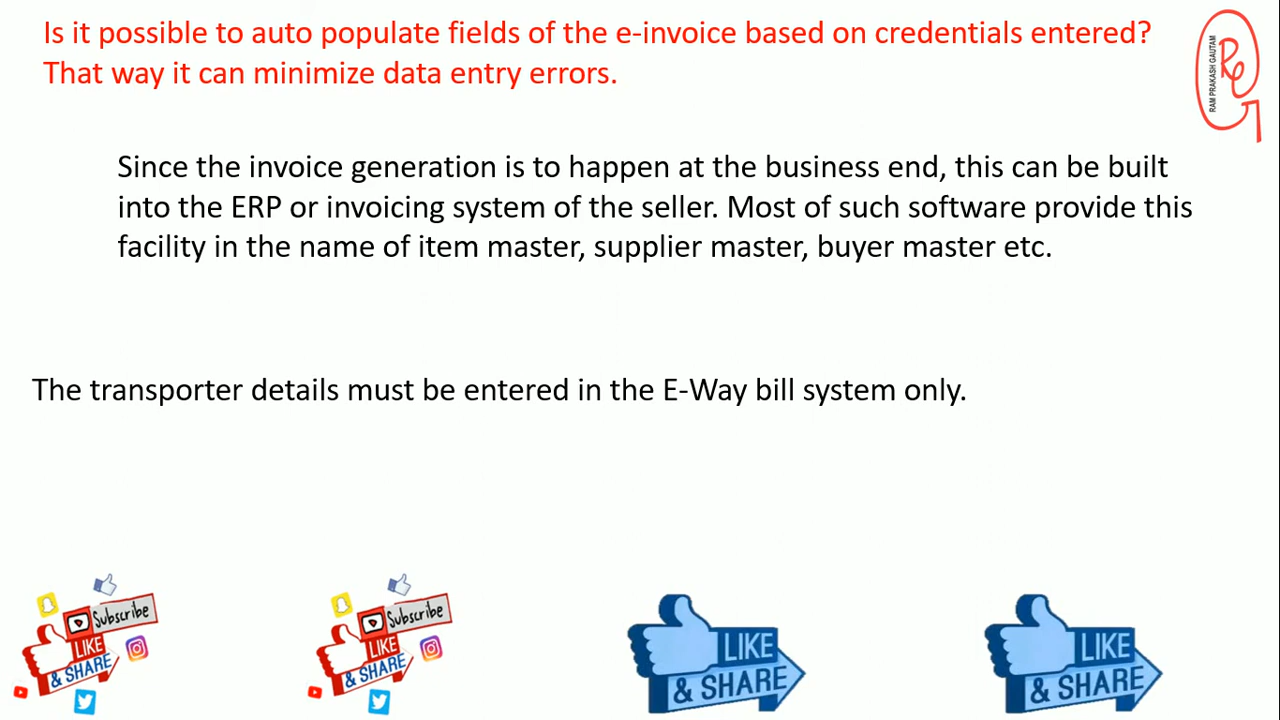 Is it possible to auto populate fields of the e-invoice based on credentials entered?
That way it can minimize data entry errors.
RAM PRAKASH GAUTAM
Since the invoice generation is to happen at the business end, this can be built
into the ERP or invoicing system of the seller. Most of such software provide this
facility in the name of item master, supplier master, buyer master etc.
The transporter details must be entered in the E-Way bill system only.
Subscribe
LIKE
& SHARE
Subscribe
LIKE
& SHARE
LIKE
& SHARE
LIKE
& SHARE